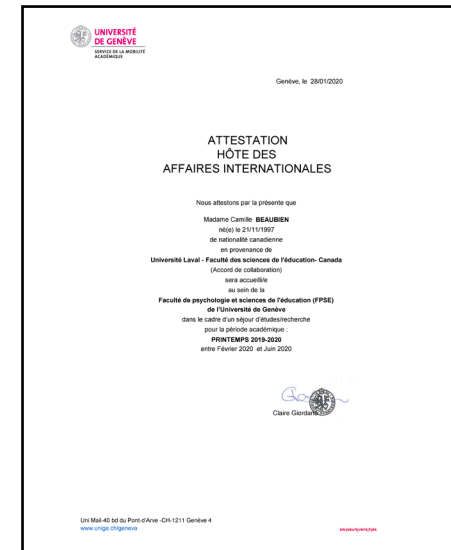 UNIVERSITÉ
DE GENÈVE
SERVICE DE LA MOBILITÉ
ACADÉMIQUE
Genève, le 28/01/2020
ATTESTATION
HÔTE DES
AFFAIRES INTERNATIONALES
Nous attestons par la présente que
Madame Camille BEAUBIEN
né(e) le 21/11/1997
de nationalité canadienne
en provenance de
Université Laval - Faculté des sciences de l'éducation- Canada
(Accord de collaboration)
sera accueilli/e
au sein de la
Faculté de psychologie et sciences de l'éducation (FPSE)
de l'Université de Genève
dans le cadre d'un séjour d'études/recherche
pour la période académique :
PRINTEMPS 2019-2020
entre Février 2020 et Juin 2020
Claire Giordano
Uni Mail-40 bd du Pont-d'Arve -CH-1211 Genève 4
www.unige.ch/geneva